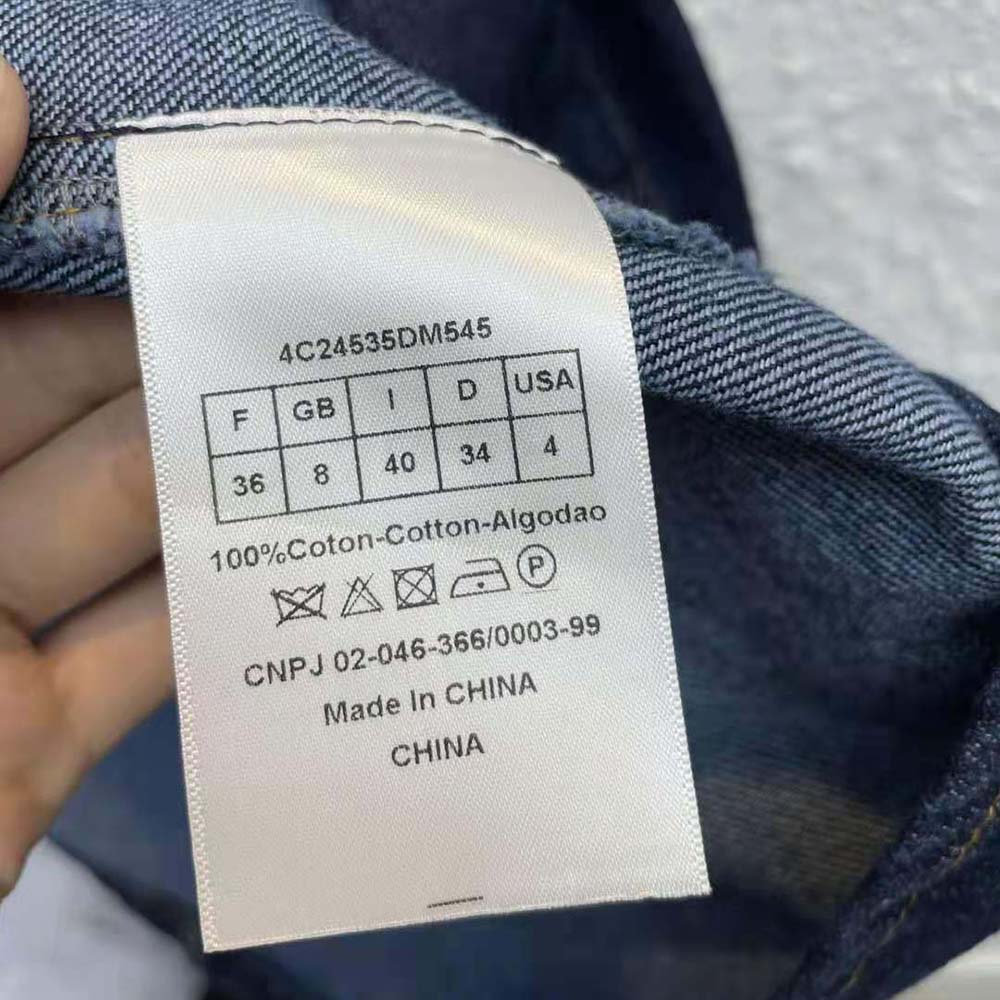 4C24535DM545
F GB I D USA
36 8 40 34 4
100%Coton-Cotton-Algodao
P
CNPJ 02-046-366/0003-99
Made In CHINA
CHINA